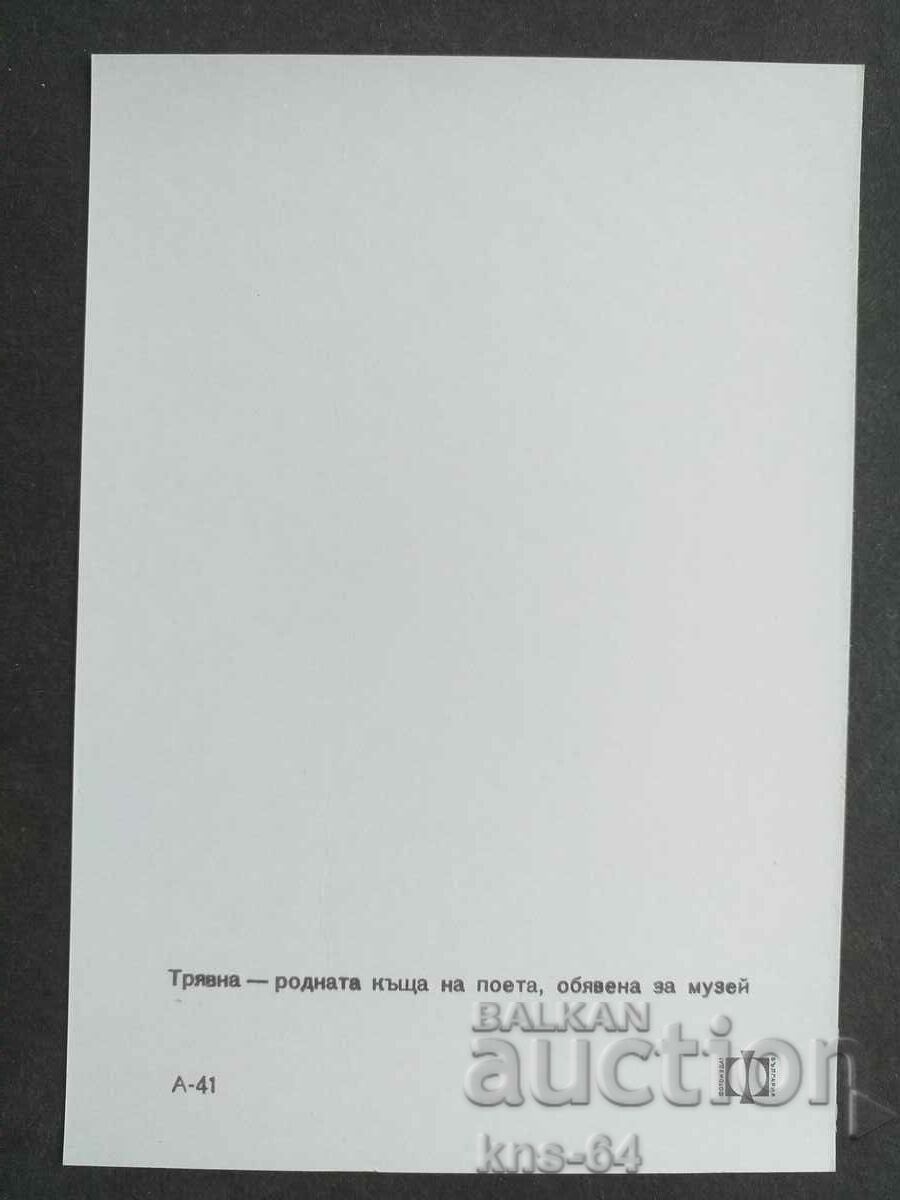 Трявна — родната къща на поета, обявена за музей
А-41
BALKAN
auction
kns-64